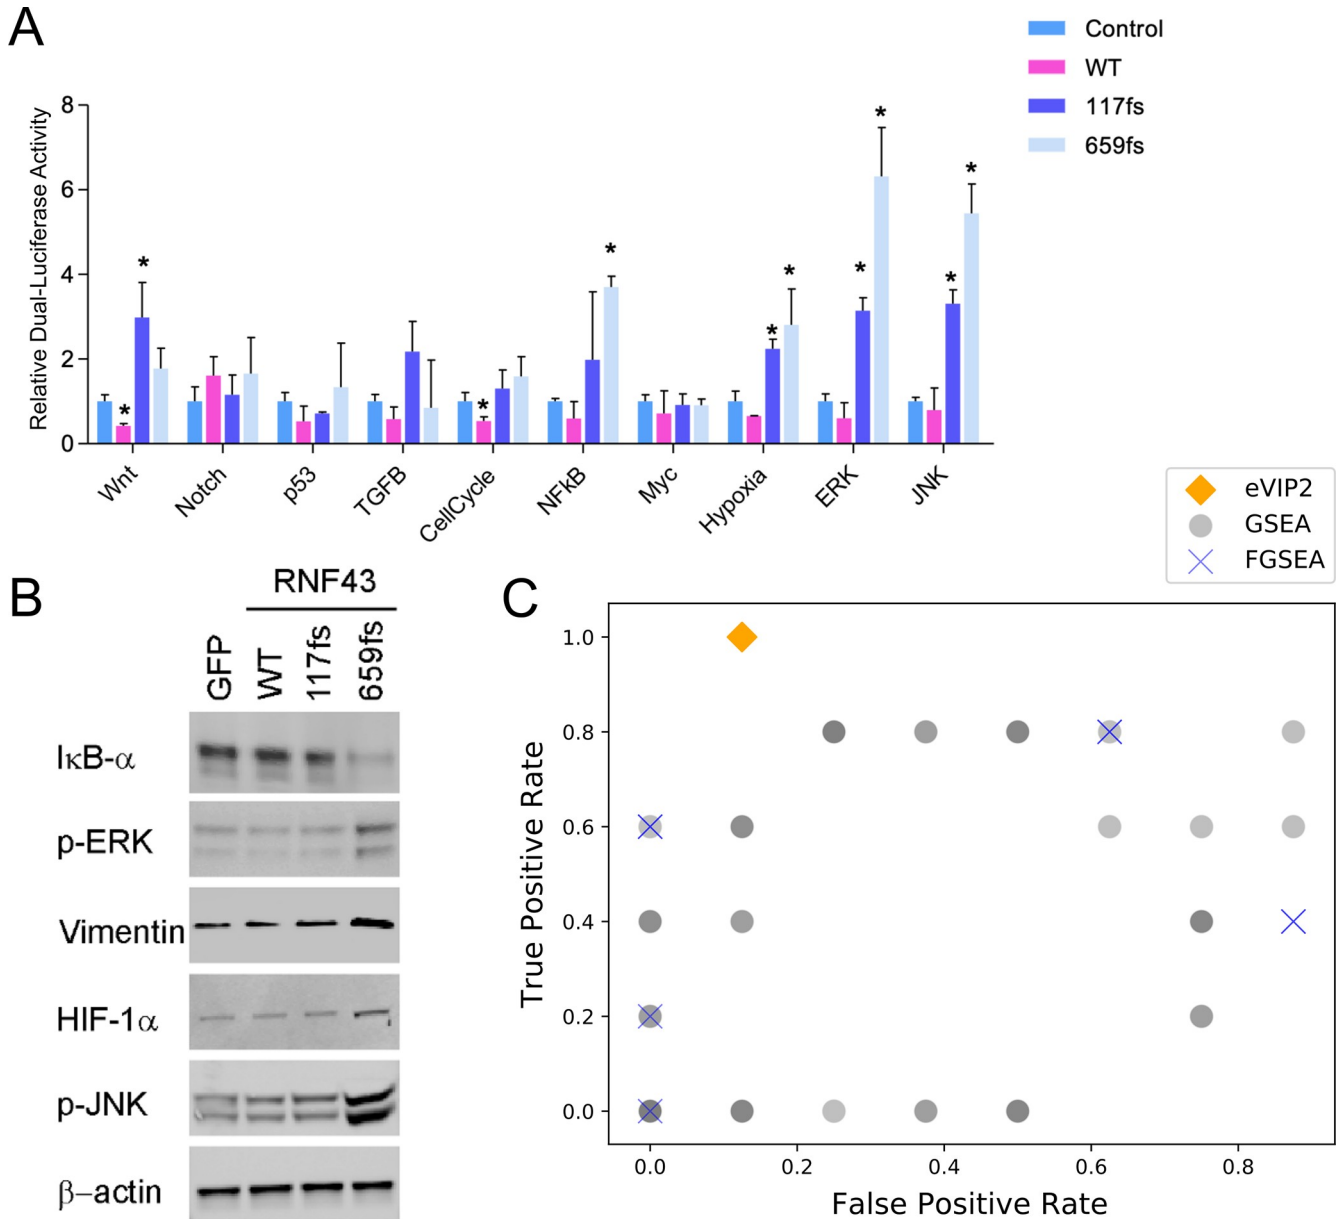 A
Control
WT
117fs
659fs
Relative Dual-Luciferase Activity
8
6
4
2
0
*
*
*
*
*
*
*
*
*
*
*
Wnt
Notch
p53
TGFB
CellCycle
NFkB
Myc
Hypoxia
ERK
JNK
B
RNF43
GFP
WT
117fs
659fs
IκB-α
p-ERK
Vimentin
HIF-1α
p-JNK
β–actin
C
eVIP2
GSEA
FGSEA
True Positive Rate
1.0
0.8
0.6
0.4
0.2
0.0
0.0 0.2 0.4 0.6 0.8
False Positive Rate